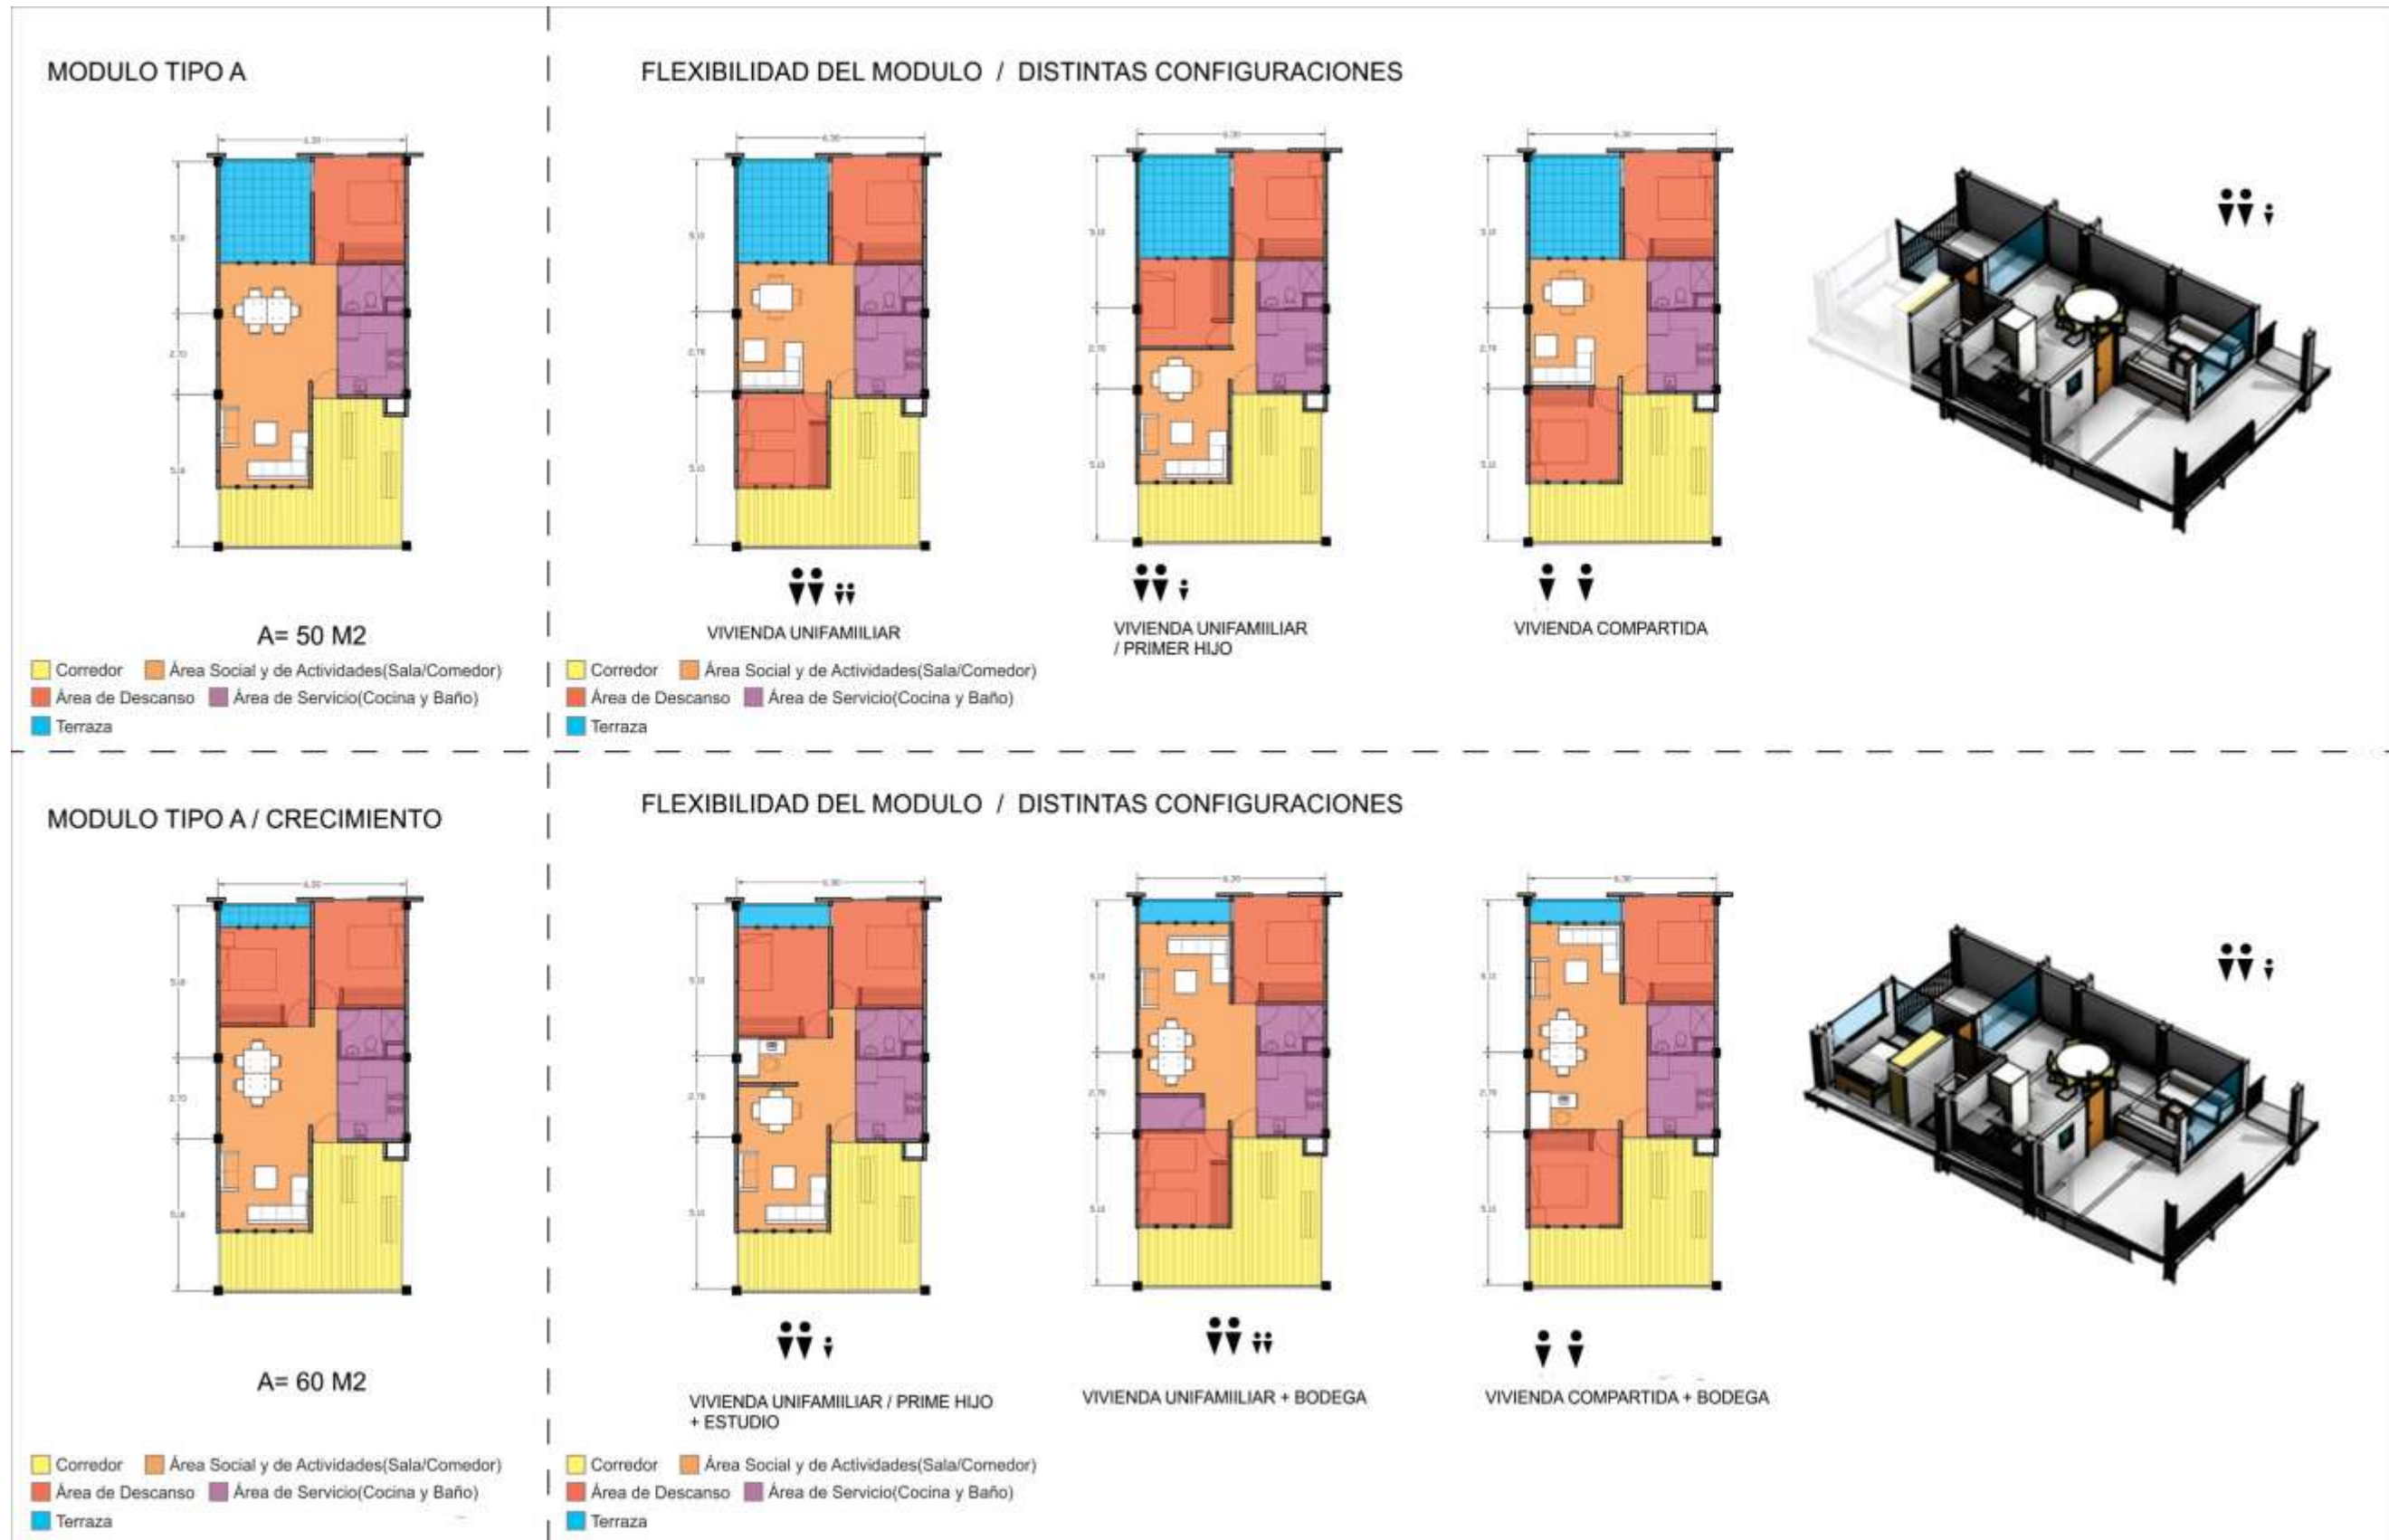 MODULO TIPO A
FLEXIBILIDAD DEL MODULO / DISTINTAS CONFIGURACIONES
A= 50 M2
Corredor Área Social y de Actividades(Sala/Comedor)
Área de Descanso Área de Servicio(Cocina y Baño)
Terraza
VIVIENDA UNIFAMIILIAR
VIVIENDA UNIFAMIILIAR
/ PRIMER HIJO
VIVIENDA COMPARTIDA
Corredor Área Social y de Actividades(Sala/Comedor)
Área de Descanso Área de Servicio(Cocina y Baño)
Terraza
MODULO TIPO A / CRECIMIENTO
FLEXIBILIDAD DEL MODULO / DISTINTAS CONFIGURACIONES
A= 60 M2
Corredor Área Social y de Actividades(Sala/Comedor)
Área de Descanso Área de Servicio(Cocina y Baño)
Terraza
VIVIENDA UNIFAMIILIAR / PRIME HIJO
+ ESTUDIO
VIVIENDA UNIFAMIILIAR + BODEGA
VIVIENDA COMPARTIDA + BODEGA
Corredor Área Social y de Actividades(Sala/Comedor)
Área de Descanso Área de Servicio(Cocina y Baño)
Terraza